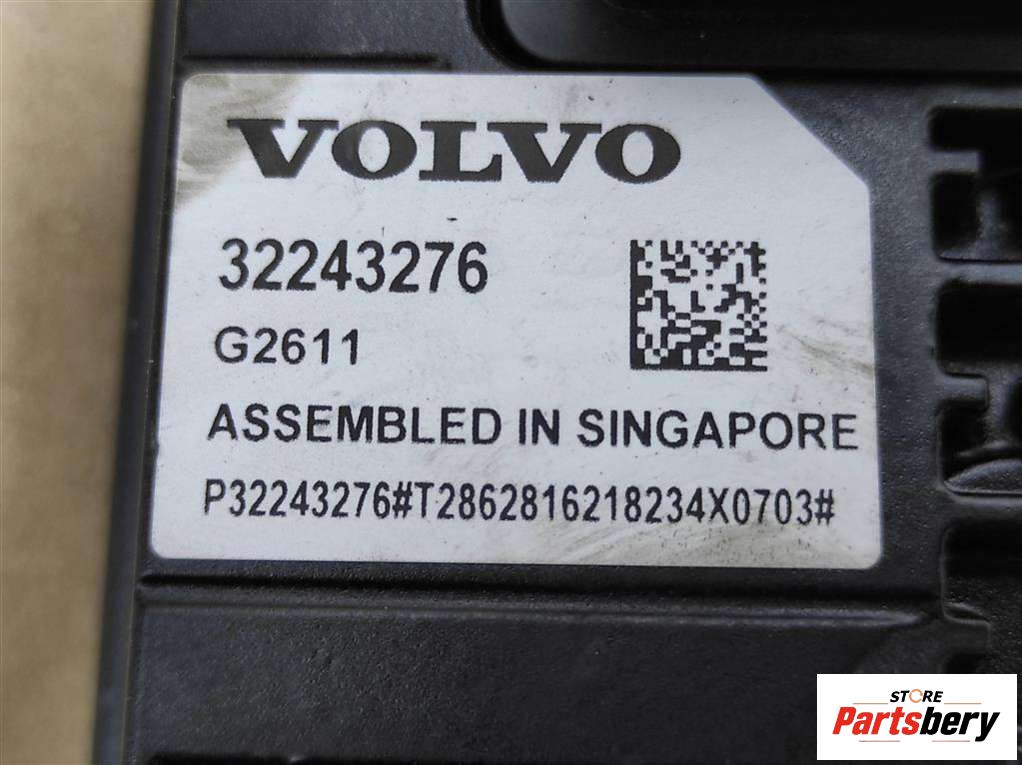 VOLVO
32243276
G2611
ASSEMBLED IN SINGAPORE
P32243276#T2862816218234X0703#
STORE
Partsbery